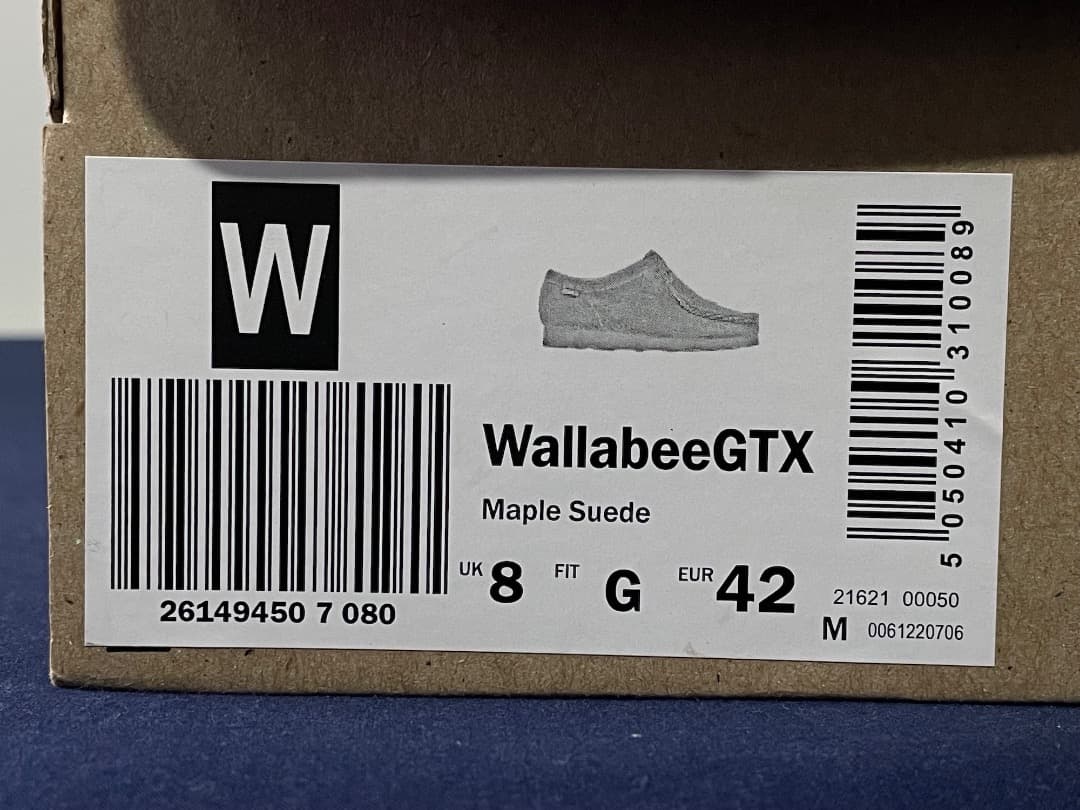 W
26149450 7 080
WallabeeGTX
Maple Suede
UK 8 FIT G EUR 42
5 050410 310089
21621 00050
M 0061220706